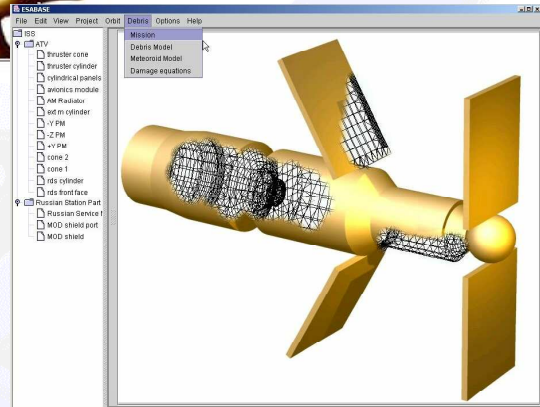 ESABASE
File Edit View Project Orbit Debris Options Help
Mission
Debris Model
Meteoroid Model
Damage equations
ISS
ATV
thruster cone
thruster cylinder
cylindrical panels
avionics module
AM Radiator
ext m cylinder
-Y PM
-Z PM
+Y PM
cone 2
cone 1
rds cylinder
rds front face
Russian Station Part
Russian Service
MOD shield port
MOD shield